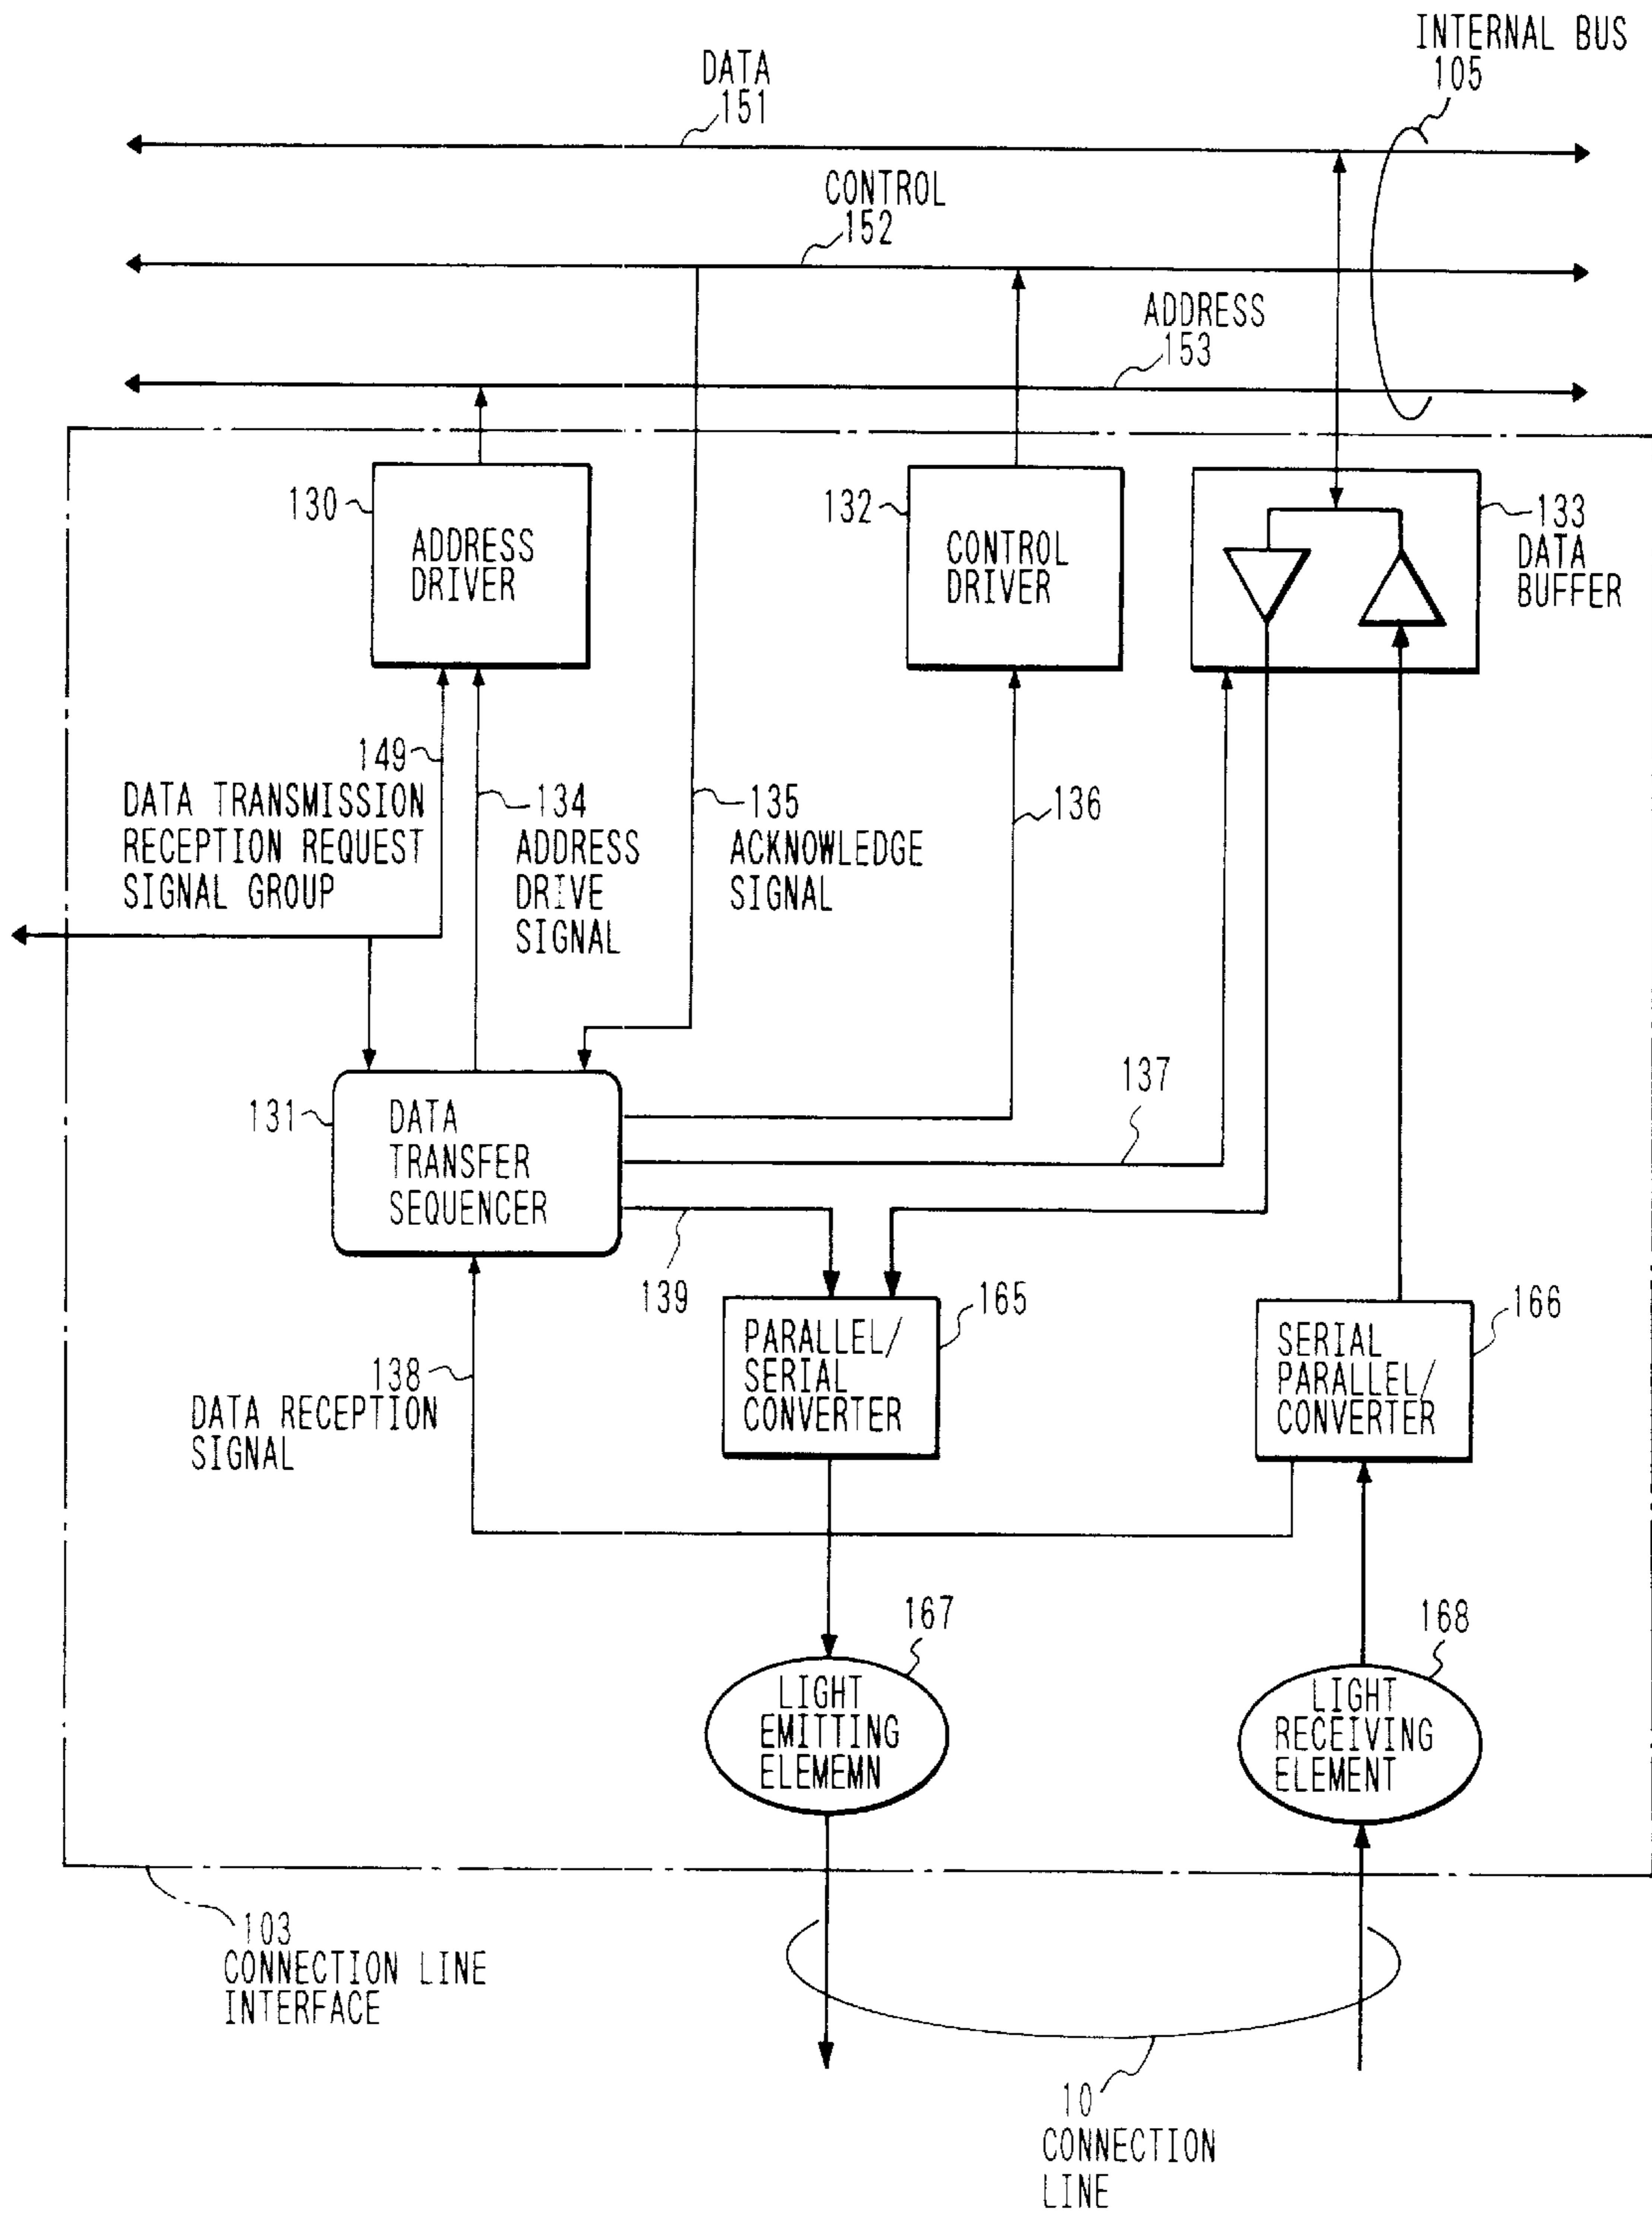 INTERNAL BUS
105
DATA
151
CONTROL
152
ADDRESS
153
130
ADDRESS
DRIVER
132
CONTROL
DRIVER
133
DATA
BUFFER
149
DATA TRANSMISSION
RECEPTION REQUEST
SIGNAL GROUP
134
ADDRESS
DRIVE
SIGNAL
135
ACKNOWLEDGE
SIGNAL
136
137
131
DATA
TRANSFER
SEQUENCER
139
138
DATA RECEPTION
SIGNAL
165
PARALLEL/
SERIAL
CONVERTER
166
SERIAL
PARALLEL/
CONVERTER
167
LIGHT
EMITTING
ELEMEMN
168
LIGHT
RECEIVING
ELEMENT
103
CONNECTION LINE
INTERFACE
10
CONNECTION
LINE